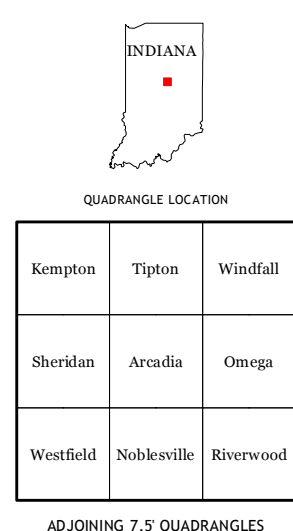 INDIANA
QUADRANGLE LOCATION
Kempton Tipton Windfall
Sheridan Arcadia Omega
Westfield Noblesville Riverwood
ADJOINING 7.5' QUADRANGLES